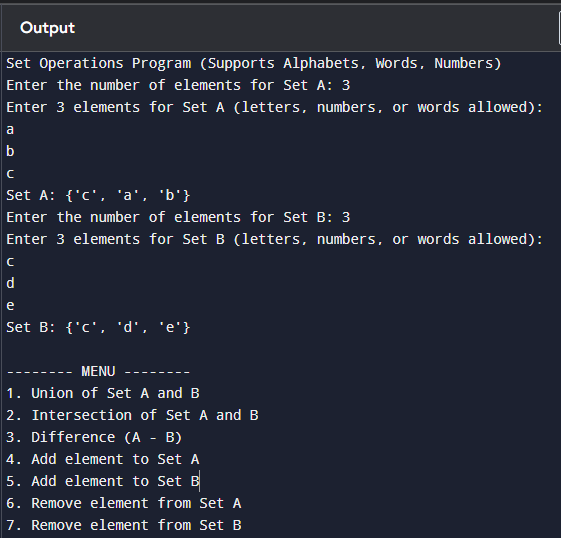 Output
Set Operations Program (Supports Alphabets, Words, Numbers)
Enter the number of elements for Set A: 3
Enter 3 elements for Set A (letters, numbers, or words allowed):
a
b
c
Set A: {'c', 'a', 'b'}
Enter the number of elements for Set B: 3
Enter 3 elements for Set B (letters, numbers, or words allowed):
c
d
e
Set B: {'c', 'd', 'e'}
-------- MENU --------
1. Union of Set A and B
2. Intersection of Set A and B
3. Difference (A - B)
4. Add element to Set A
5. Add element to Set B
6. Remove element from Set A
7. Remove element from Set B